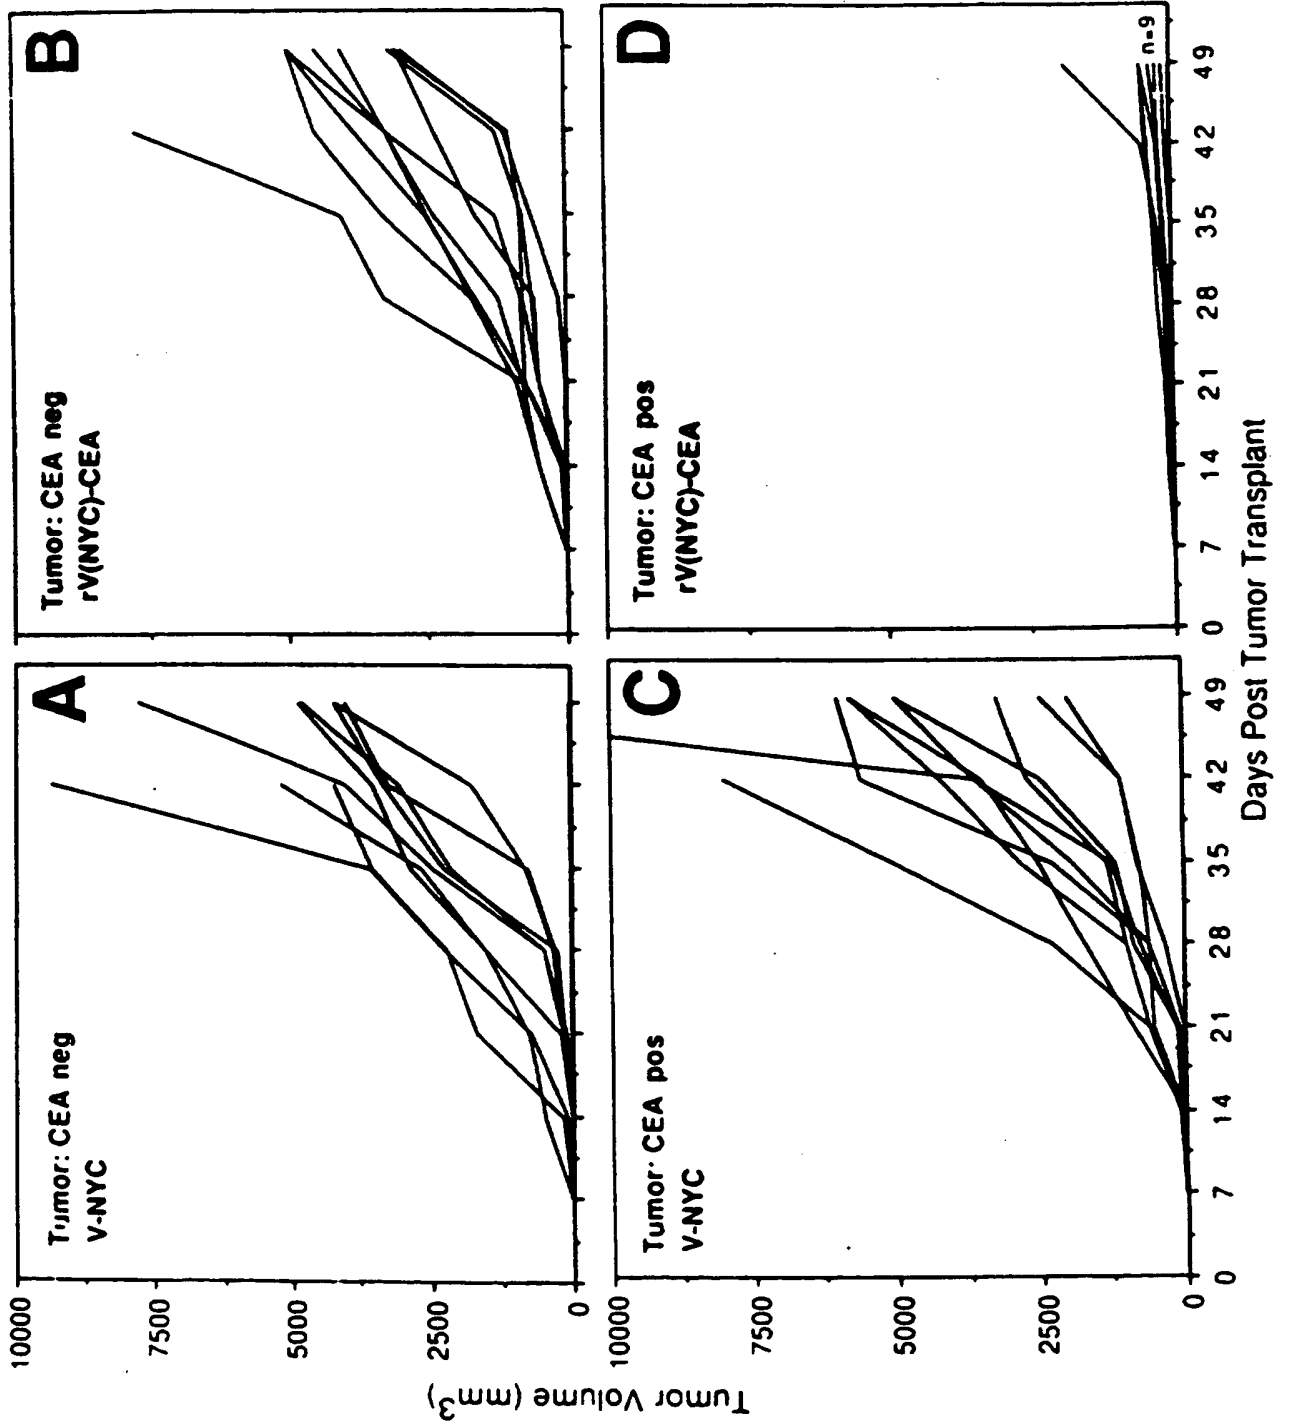 A
Tumor: CEA neg
V-NYC
B
Tumor: CEA neg
rV(NYC)-CEA
10000
7500
5000
2500
0
C
Tumor: CEA pos
V-NYC
D
Tumor: CEA pos
rV(NYC)-CEA
n=9
10000
7500
5000
2500
0
0 7 14 21 28 35 42 49
0 7 14 21 28 35 42 49
Tumor Volume (mm3)
Days Post Tumor Transplant